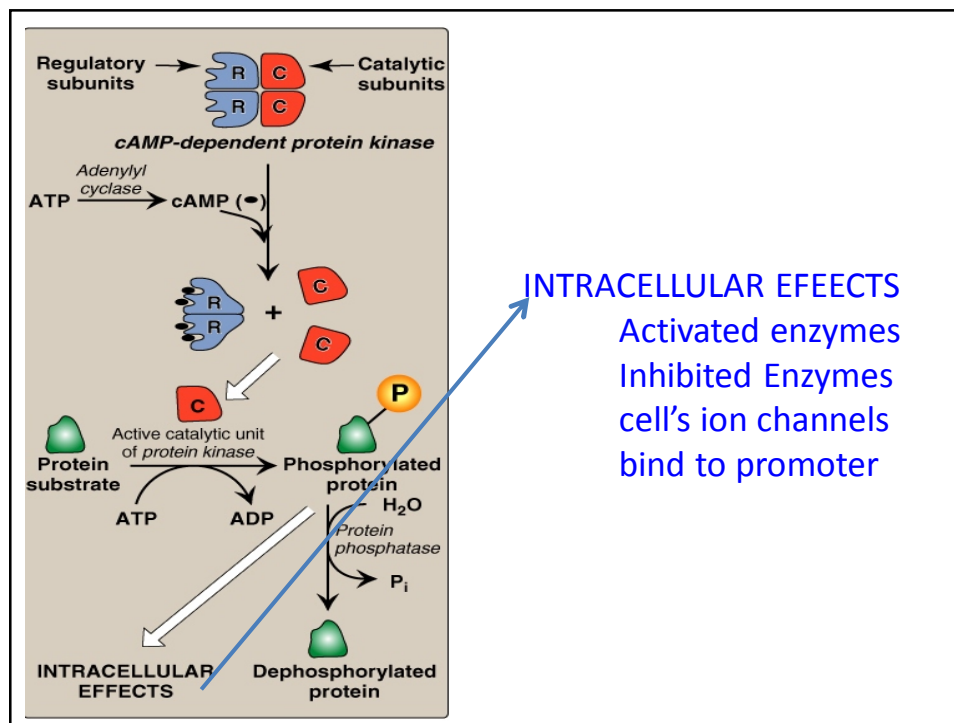 Regulatory
subunits
R
C
R
C
Catalytic
subunits
cAMP-dependent protein kinase
Adenylyl
cyclase
ATP
cAMP (•)
R
R
+
C
C
C
P
Protein
substrate
Active catalytic unit
of protein kinase
Phosphorylated
protein
ATP
ADP
H₂O
Protein
phosphatase
Pᵢ
INTRACELLULAR
EFFECTS
Dephosphorylated
protein
INTRACELLULAR EFEECTS
Activated enzymes
Inhibited Enzymes
cell's ion channels
bind to promoter